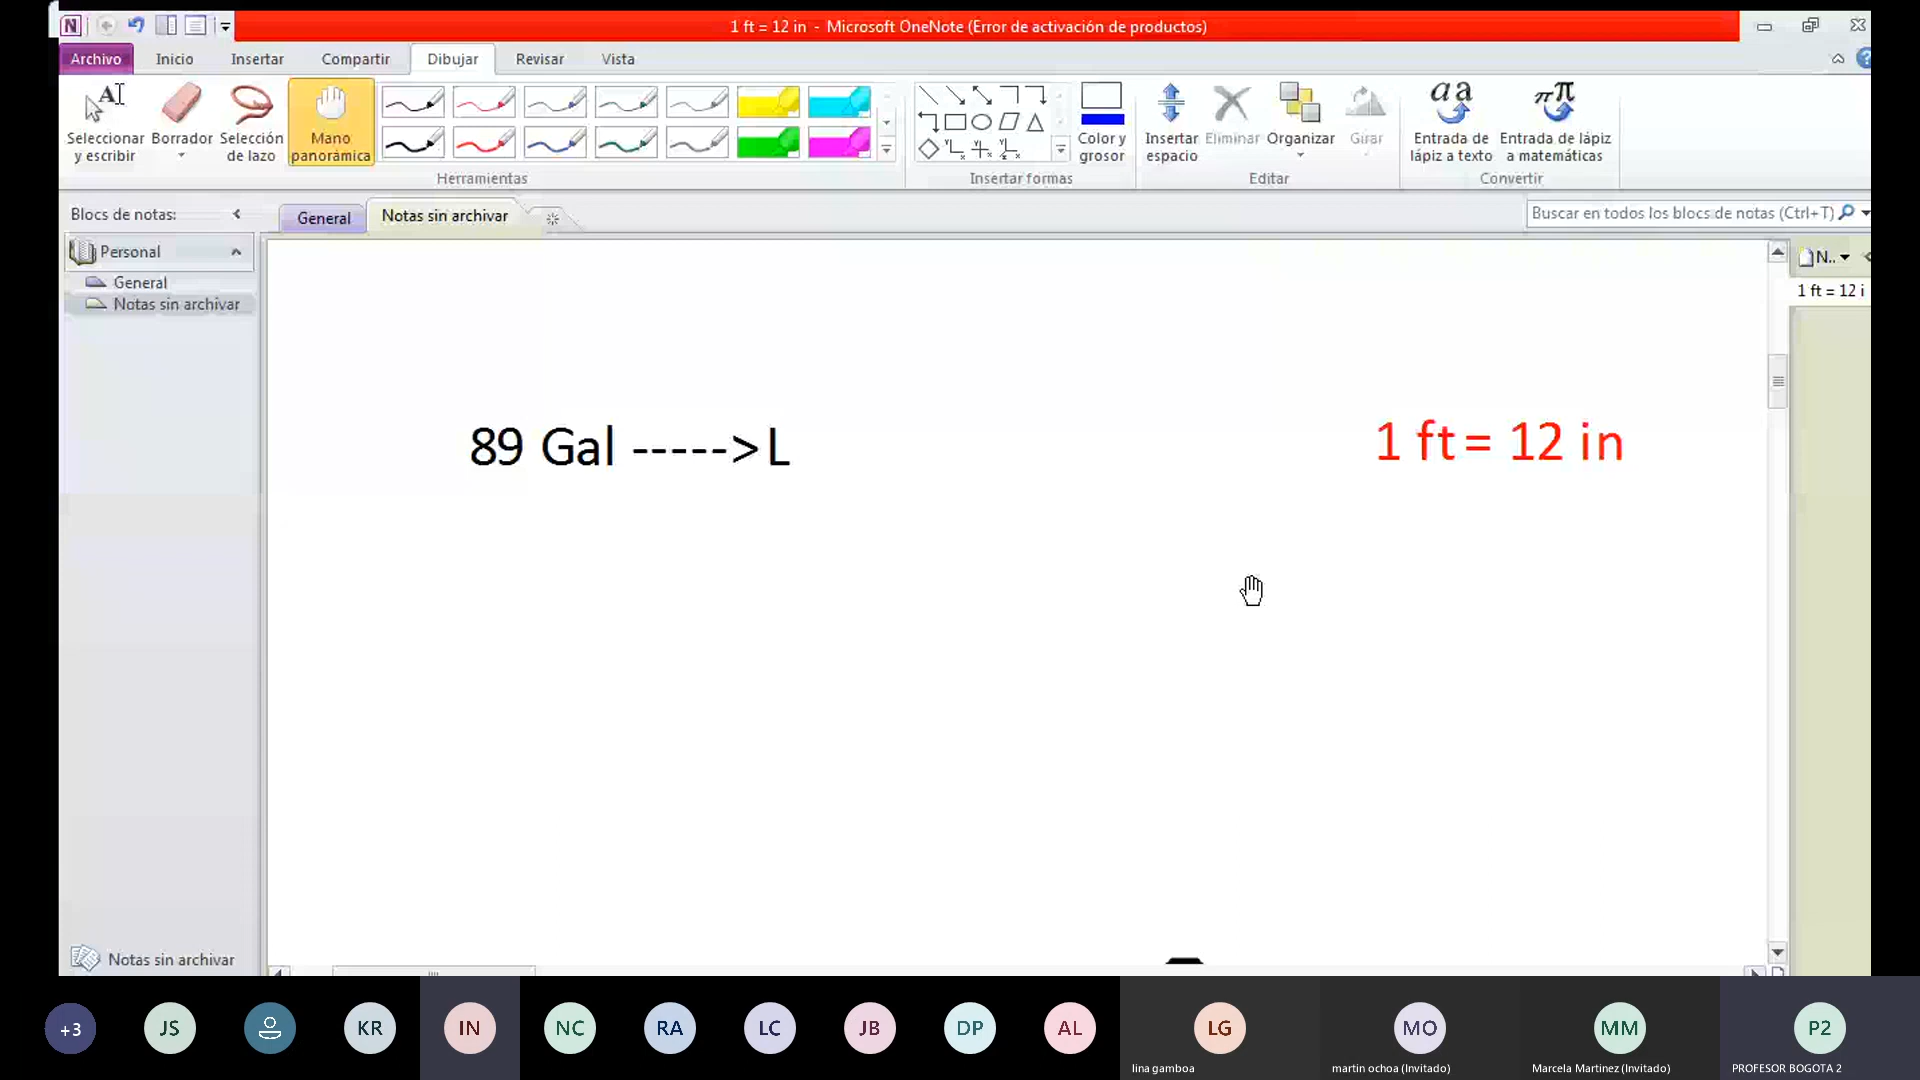 1 ft = 12 in - Microsoft OneNote (Error de activación de productos)
Archivo Inicio Insertar Compartir Dibujar Revisar Vista
Seleccionar y escribir
Borrador
Selección de lazo
Mano panorámica
Color y grosor
Insertar espacio
Eliminar
Organizar
Girar
Entrada de lápiz a texto
Entrada de lápiz a matemáticas
Herramientas Insertar formas Editar Convertir
Blocs de notas:
General
Notas sin archivar
Buscar en todos los blocs de notas (Ctrl+T)
Personal
General
Notas sin archivar
N..
1 ft = 12 i
89 Gal ----->L
1 ft = 12 in
Notas sin archivar
+3 JS KR IN NC RA LC JB DP AL LG MO MM P2
lina gamboa
martin ochoa (Invitado)
Marcela Martinez (Invitado)
PROFESOR BOGOTA 2